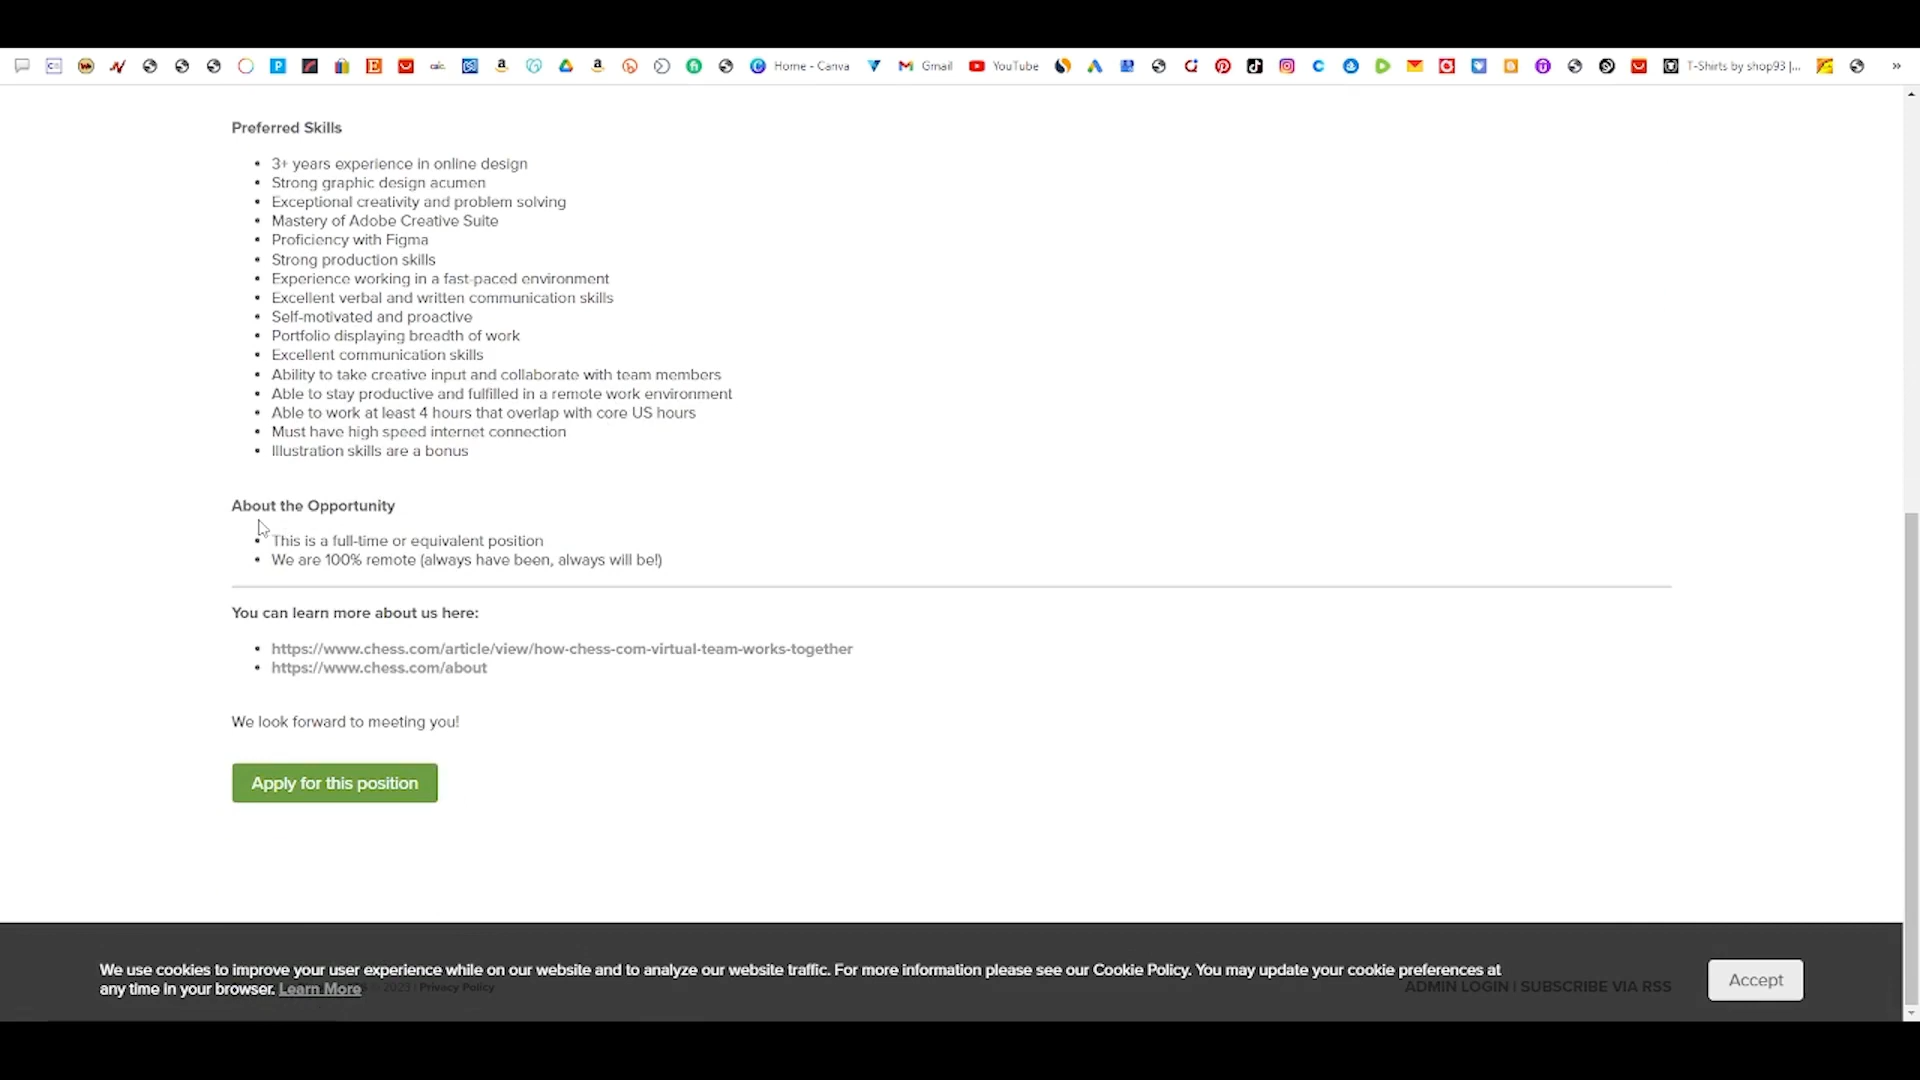 Home - Canva
Gmail
YouTube
T-Shirts by shop93 |...
Preferred Skills
• 3+ years experience in online design
• Strong graphic design acumen
• Exceptional creativity and problem solving
• Mastery of Adobe Creative Suite
• Proficiency with Figma
• Strong production skills
• Experience working in a fast-paced environment
• Excellent verbal and written communication skills
• Self-motivated and proactive
• Portfolio displaying breadth of work
• Excellent communication skills
• Ability to take creative input and collaborate with team members
• Able to stay productive and fulfilled in a remote work environment
• Able to work at least 4 hours that overlap with core US hours
• Must have high speed internet connection
• Illustration skills are a bonus
About the Opportunity
• This is a full-time or equivalent position
• We are 100% remote (always have been, always will be!)
You can learn more about us here:
• https://www.chess.com/article/view/how-chess-com-virtual-team-works-together
• https://www.chess.com/about
We look forward to meeting you!
Apply for this position
We use cookies to improve your user experience while on our website and to analyze our website traffic. For more information please see our Cookie Policy. You may update your cookie preferences at
any time in your browser. Learn More
© 2023 | Privacy Policy
ADMIN LOGIN | SUBSCRIBE VIA RSS
Accept